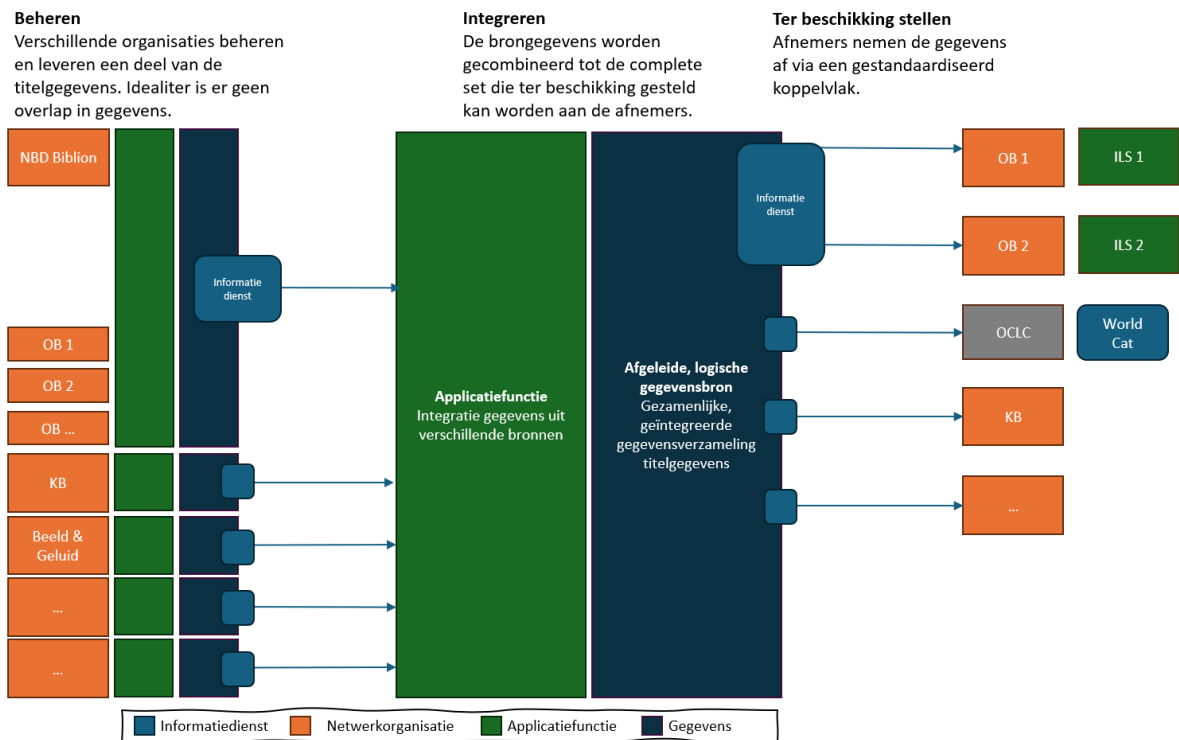 Beheren
Verschillende organisaties beheren
en leveren een deel van de
titelgegevens. Idealiter is er geen
overlap in gegevens.
Integreren
De brongegevens worden
gecombineerd tot de complete
set die ter beschikking gesteld
kan worden aan de afnemers.
Ter beschikking stellen
Afnemers nemen de gegevens
af via een gestandaardiseerd
koppelvlak.
NBD Biblion
Informatie
dienst
OB 1
OB 2
OB ...
KB
Beeld &
Geluid
...
...
Applicatiefunctie
Integratie gegevens uit
verschillende bronnen
Afgeleide, logische
gegevensbron
Gezamenlijke,
geïntegreerde
gegevensverzameling
titelgegevens
Informatie
dienst
OB 1
ILS 1
OB 2
ILS 2
OCLC
World
Cat
KB
...
Informatiedienst
Netwerkorganisatie
Applicatiefunctie
Gegevens